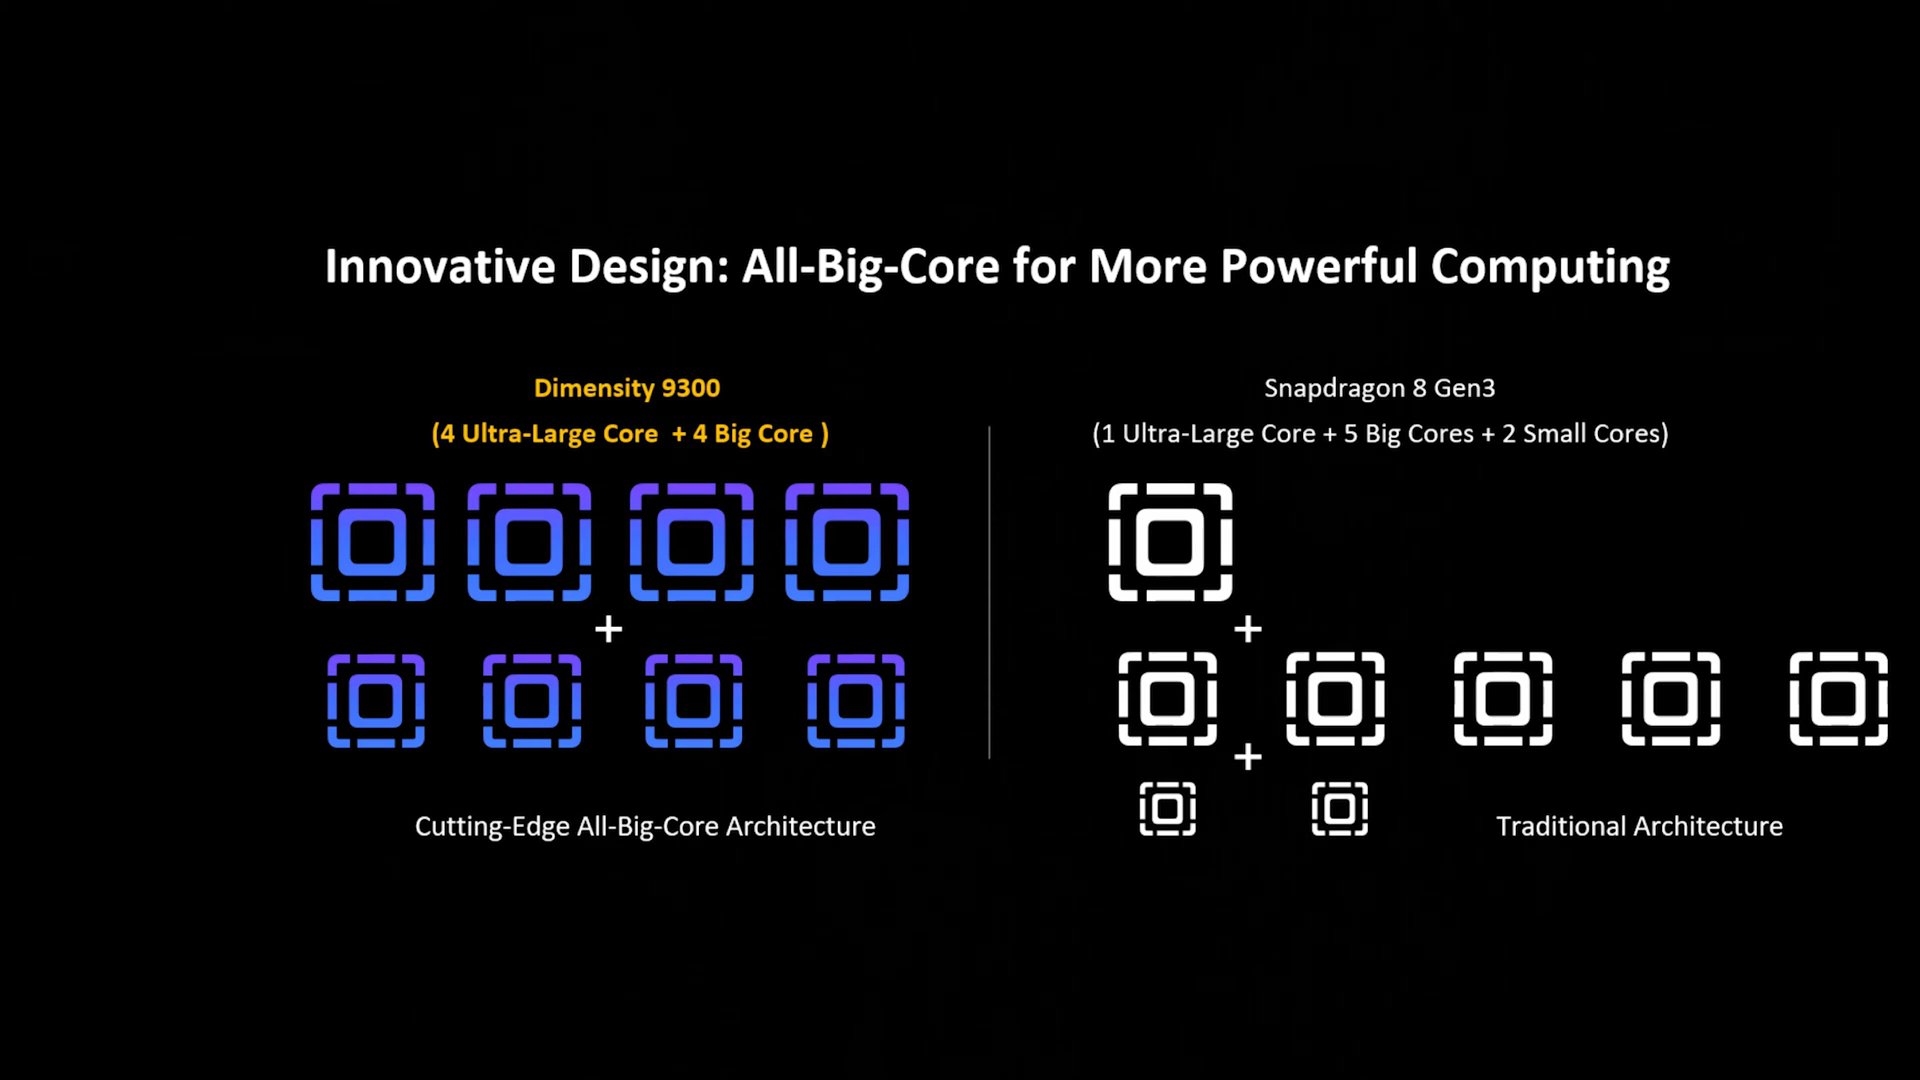 Innovative Design: All-Big-Core for More Powerful Computing
Dimensity 9300
(4 Ultra-Large Core + 4 Big Core )
+
Cutting-Edge All-Big-Core Architecture
Snapdragon 8 Gen3
(1 Ultra-Large Core + 5 Big Cores + 2 Small Cores)
+
+
Traditional Architecture